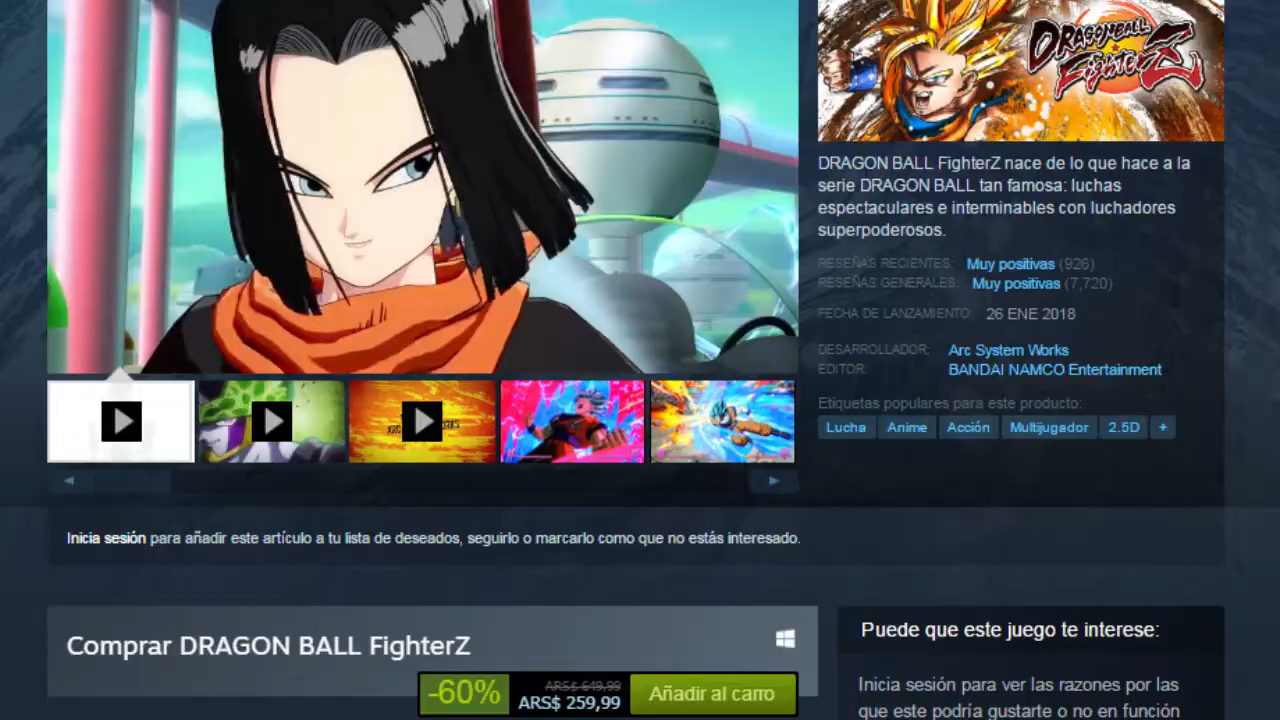 DRAGONBALL
FighterZ
DRAGON BALL FighterZ nace de lo que hace a la
serie DRAGON BALL tan famosa: luchas
espectaculares e interminables con luchadores
superpoderosos.
RESEÑAS RECIENTES: Muy positivas (926)
RESEÑAS GENERALES: Muy positivas (7,720)
FECHA DE LANZAMIENTO: 26 ENE 2018
DESARROLLADOR: Arc System Works
EDITOR: BANDAI NAMCO Entertainment
Etiquetas populares para este producto:
Lucha Anime Acción Multijugador 2.5D +
Inicia sesión para añadir este artículo a tu lista de deseados, seguirlo o marcarlo como que no estás interesado.
Comprar DRAGON BALL FighterZ
-60% ARS$ 649,99
ARS$ 259,99
Añadir al carro
Puede que este juego te interese:
Inicia sesión para ver las razones por las
que este podría gustarte o no en función